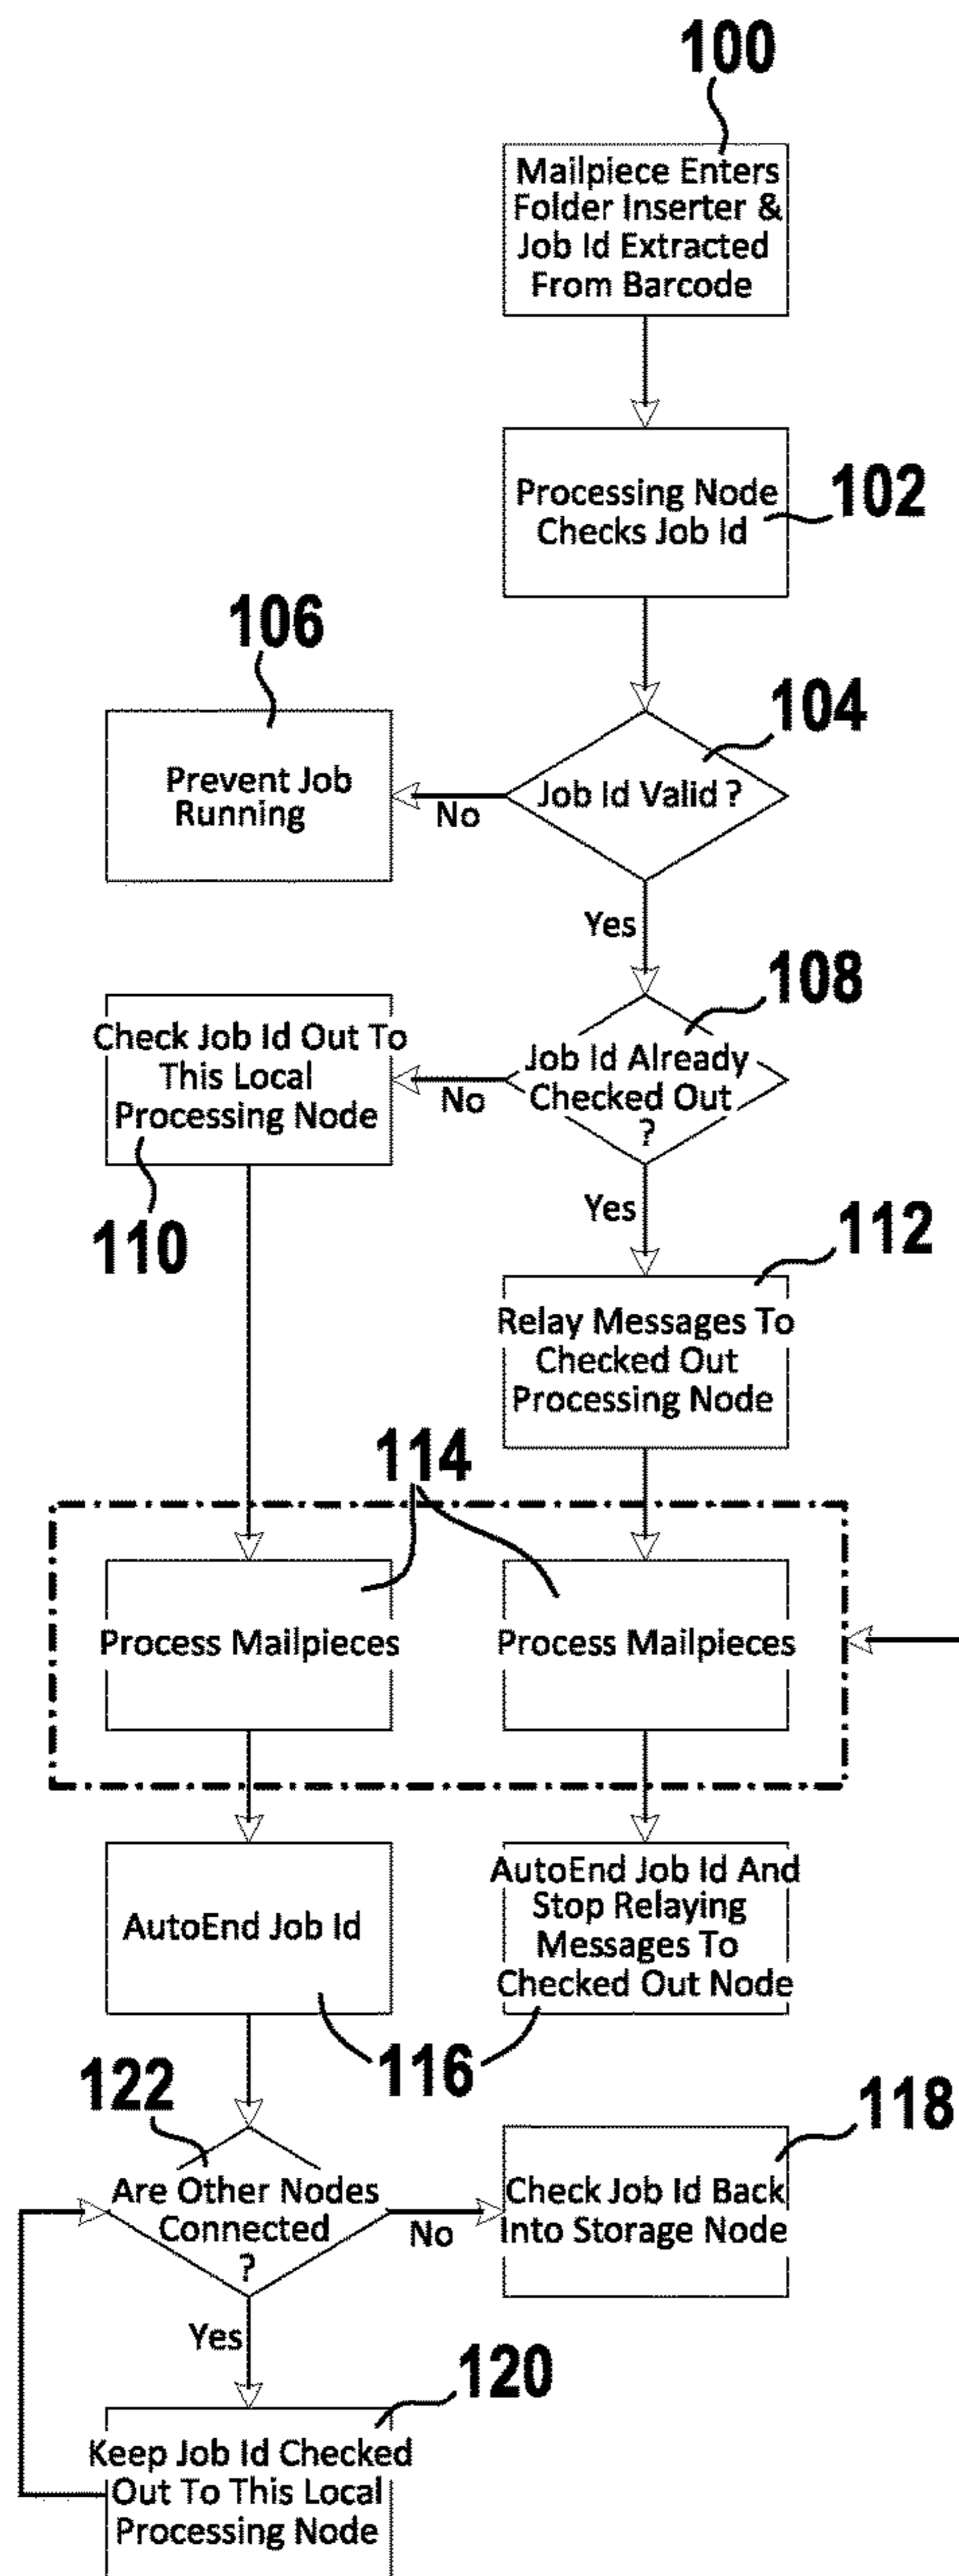 100
Mailpiece Enters
Folder Inserter &
Job Id Extracted
From Barcode
Processing Node
Checks Job Id
102
106
104
Prevent Job
Running
No
Job Id Valid ?
Yes
108
Check Job Id Out To
This Local
Processing Node
No
Job Id Already
Checked Out
?
110
Yes
112
Relay Messages To
Checked Out
Processing Node
114
Process Mailpieces
Process Mailpieces
AutoEnd Job Id
AutoEnd Job Id And
Stop Relaying
Messages To
Checked Out Node
116
122
118
Are Other Nodes
Connected
?
No
Check Job Id Back
Into Storage Node
Yes
120
Keep Job Id Checked
Out To This Local
Processing Node